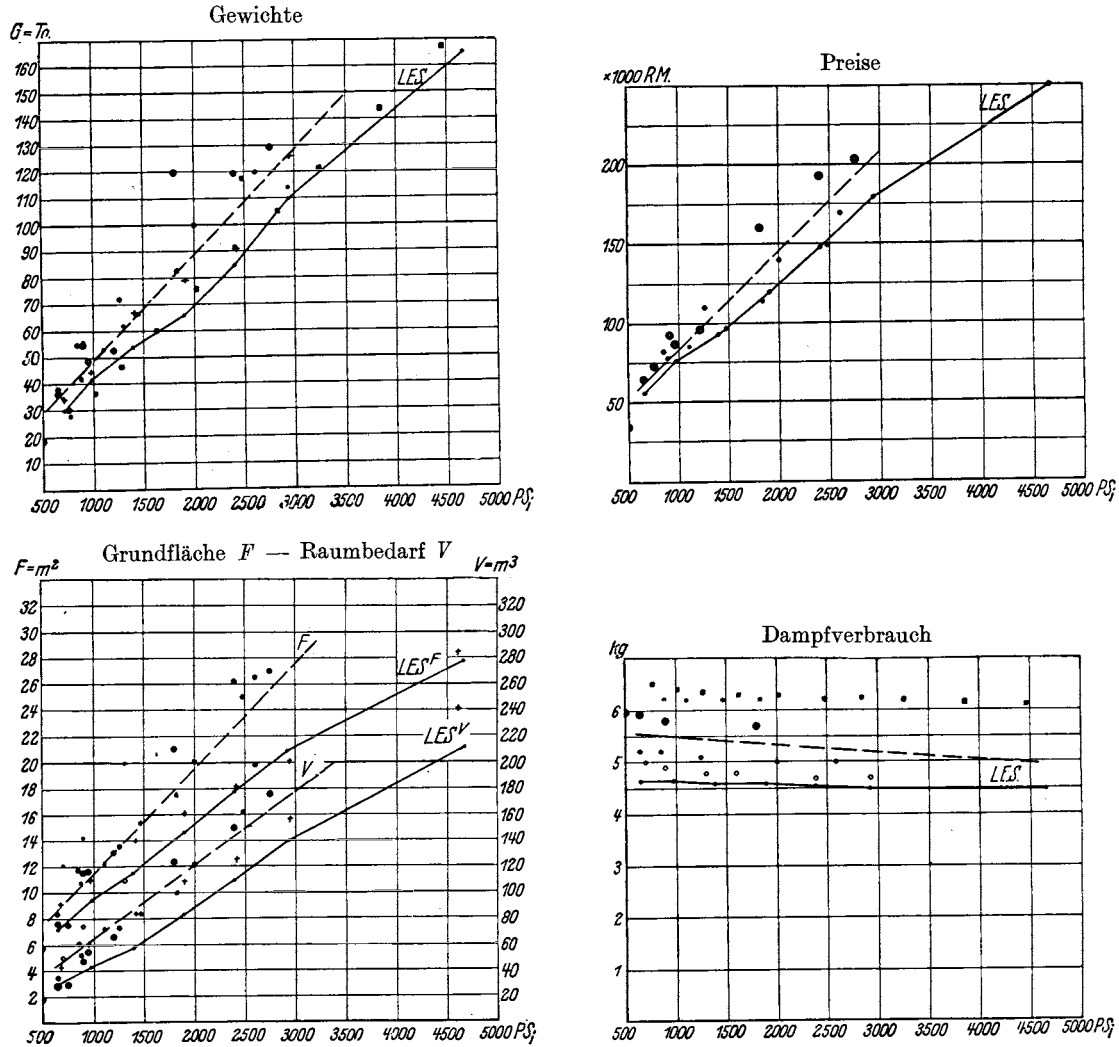 Gewichte
G=Tn.
160
150
140
130
120
110
100
90
80
70
60
50
40
30
20
10
LES
500 1000 1500 2000 2500 3000 3500 4000 4500 5000 PSi
Preise
×1000 RM.
200
150
100
50
LES
500 1000 1500 2000 2500 3000 3500 4000 4500 5000 PSi
Grundfläche F — Raumbedarf V
F=m²
V=m³
32
30
28
26
24
22
20
18
16
14
12
10
8
6
4
2
320
300
280
260
240
220
200
180
160
140
120
100
80
60
40
20
F
LES F
LES V
V
500 1000 1500 2000 2500 3000 3500 4000 4500 5000 PSi
Dampfverbrauch
kg
6
5
4
3
2
1
LES.
500 1000 1500 2000 2500 3000 3500 4000 4500 5000 PSi